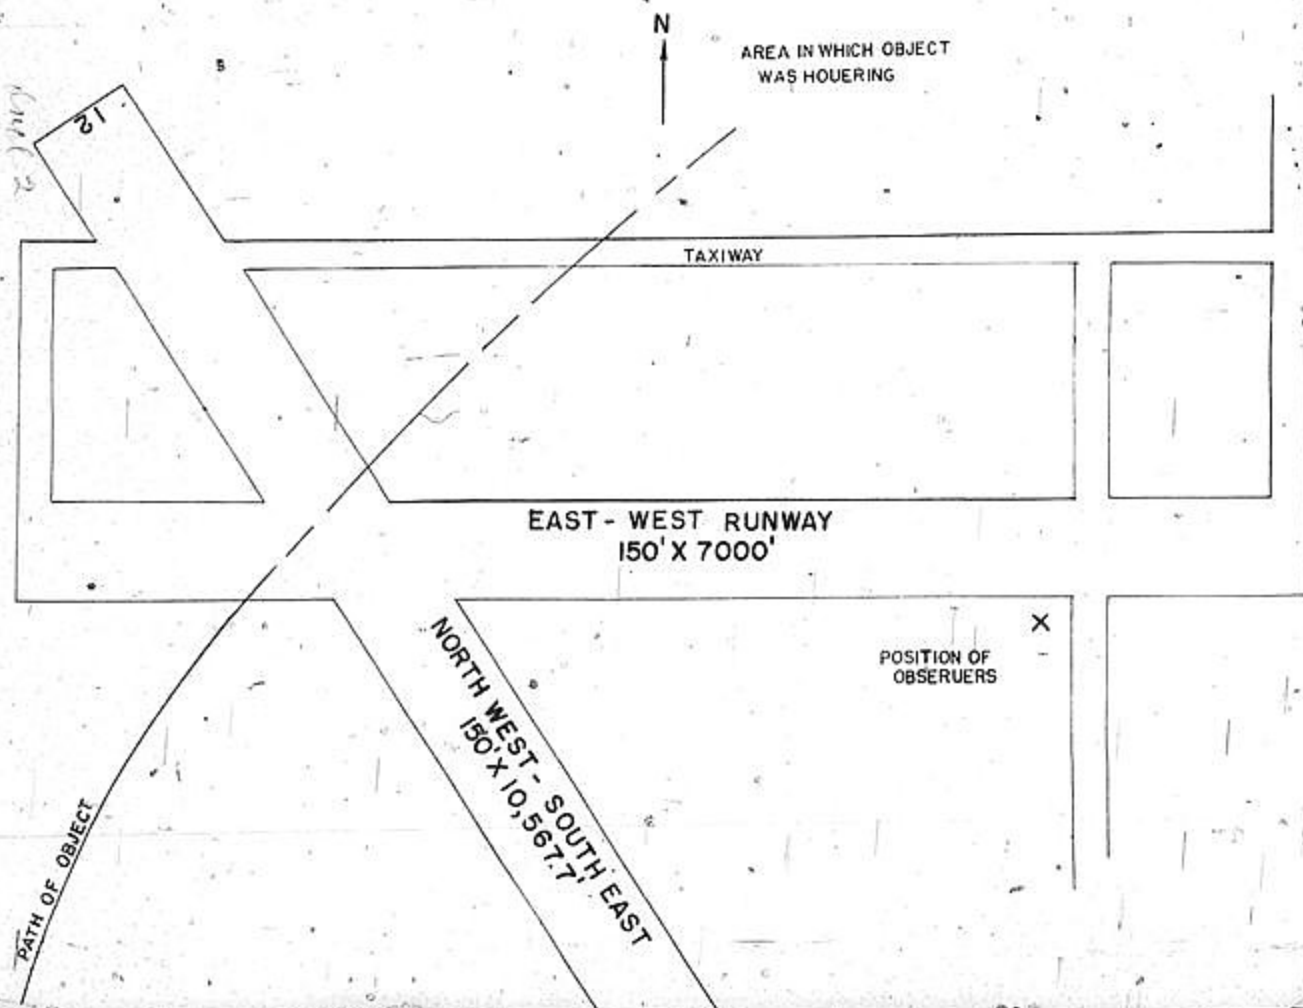 N
AREA IN WHICH OBJECT
WAS HOUERING
12
TAXIWAY
EAST - WEST RUNWAY
150' X 7000'
POSITION OF
OBSERUERS
X
NORTH WEST - SOUTH EAST
150' X 10,567.7'
PATH OF OBJECT